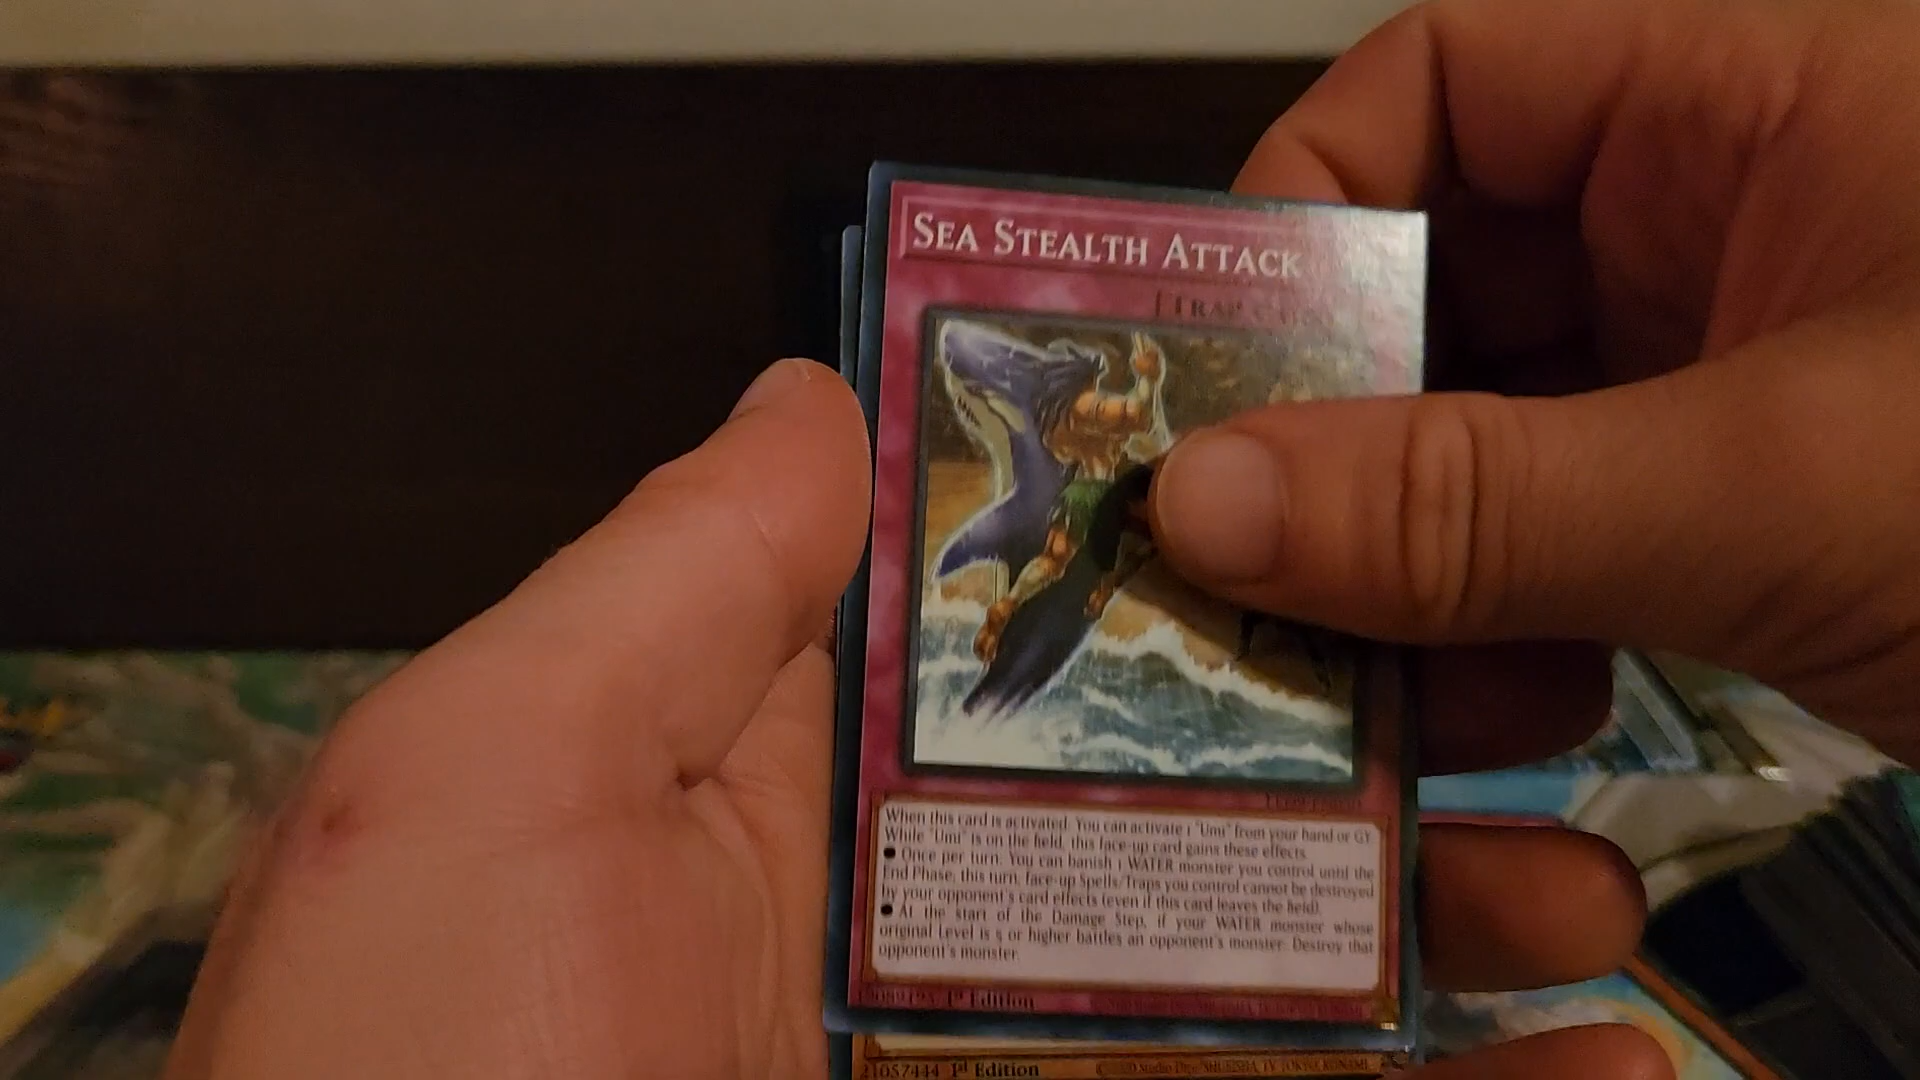 SEA STEALTH ATTACK
[TRAP CARD
When this card is activated: You can activate 1 "Umi" from your hand or GY.
While "Umi" is on the field, this face-up card gains these effects.
● Once per turn: You can banish 1 WATER monster you control until the
End Phase; this turn, face-up Spells/Traps you control cannot be destroyed
by your opponent's card effects (even if this card leaves the field).
● At the start of the Damage Step, if your WATER monster whose
original Level is 5 or higher battles an opponent's monster: Destroy that
opponent's monster.
1st Edition
21057444 1st Edition ©2020 Studio Dice/SHUEISHA, TV TOKYO, KONAMI